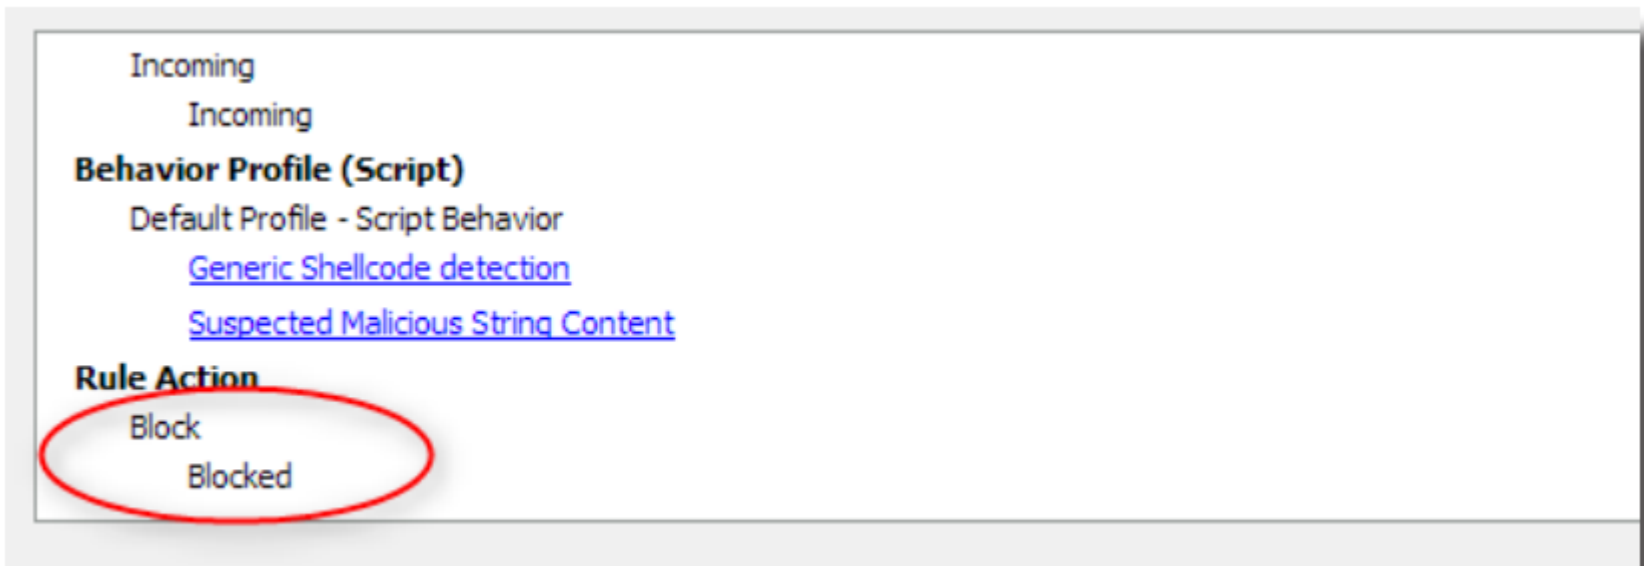 Incoming
Incoming
Behavior Profile (Script)
Default Profile - Script Behavior
Generic Shellcode detection
Suspected Malicious String Content
Rule Action
Block
Blocked